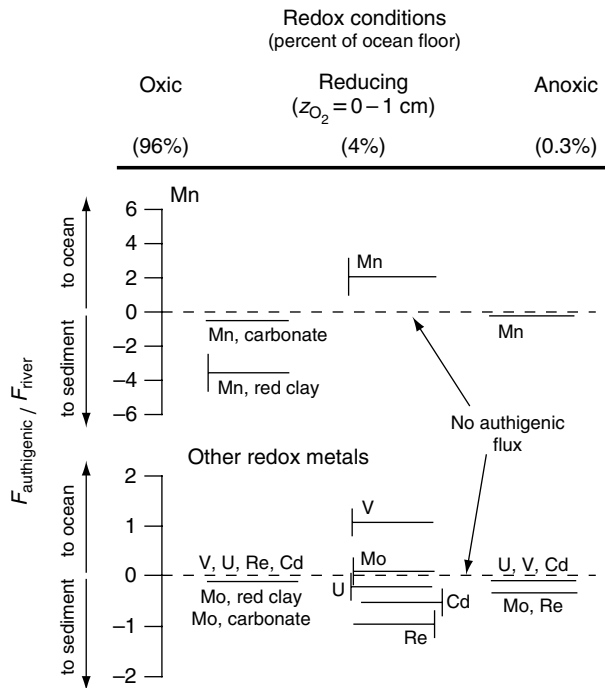 Redox conditions
(percent of ocean floor)
Oxic
Reducing
(zO2 = 0 – 1 cm)
Anoxic
(96%)
(4%)
(0.3%)
Fauthigenic / Friver
to ocean
to sediment
Mn
6
4
2
0
−2
−4
−6
Mn
Mn, carbonate
Mn, red clay
Mn
No authigenic
flux
Other redox metals
to ocean
to sediment
2
1
0
−1
−2
V
V, U, Re, Cd
Mo
U, V, Cd
Mo, red clay
Mo, carbonate
U
Cd
Re
Mo, Re